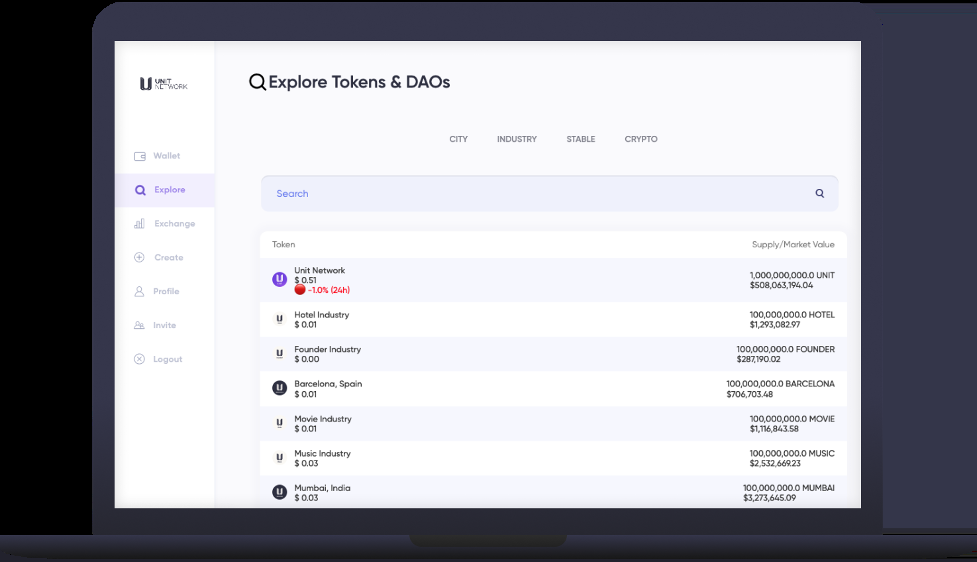 UNIT
NETWORK
Explore Tokens & DAOs
CITY INDUSTRY STABLE CRYPTO
Wallet
Explore
Exchange
Create
Profile
Invite
Logout
Search
Token Supply/Market Value
Unit Network
$ 0.51
-1.0% (24h)
1,000,000,000.0 UNIT
$508,063,194.04
Hotel Industry
$ 0.01
100,000,000.0 HOTEL
$1,293,082.97
Founder Industry
$ 0.00
100,000,000.0 FOUNDER
$287,190.02
Barcelona, Spain
$ 0.01
100,000,000.0 BARCELONA
$706,703.48
Movie Industry
$ 0.01
100,000,000.0 MOVIE
$1,116,843.58
Music Industry
$ 0.03
100,000,000.0 MUSIC
$2,532,669.23
Mumbai, India
$ 0.03
100,000,000.0 MUMBAI
$3,273,645.09